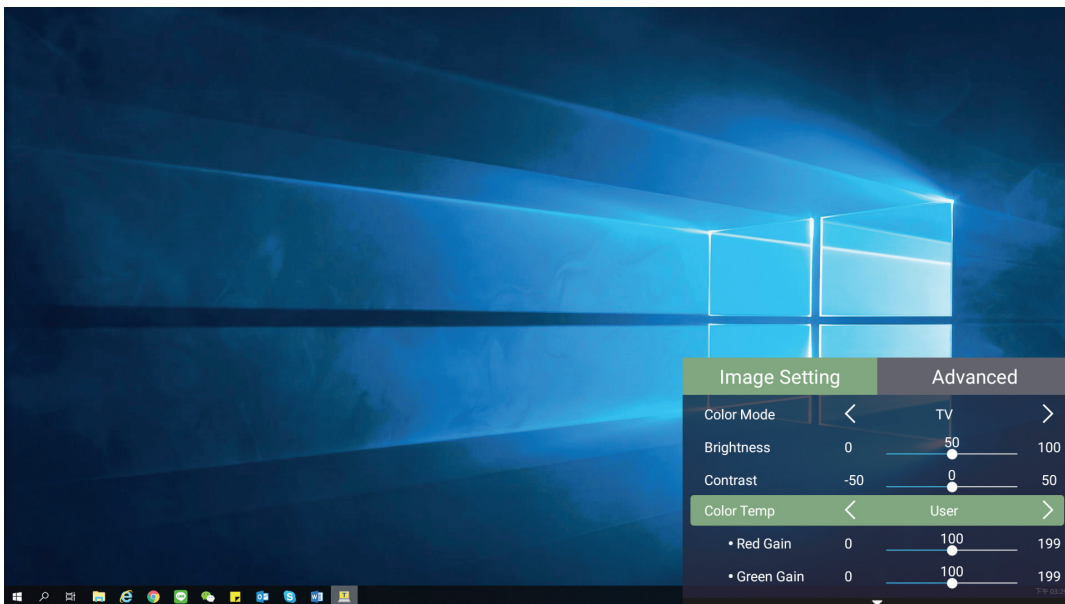 Image Setting Advanced
Color Mode TV
Brightness 0 50 100
Contrast -50 0 50
Color Temp User
• Red Gain 0 100 199
• Green Gain 0 100 199